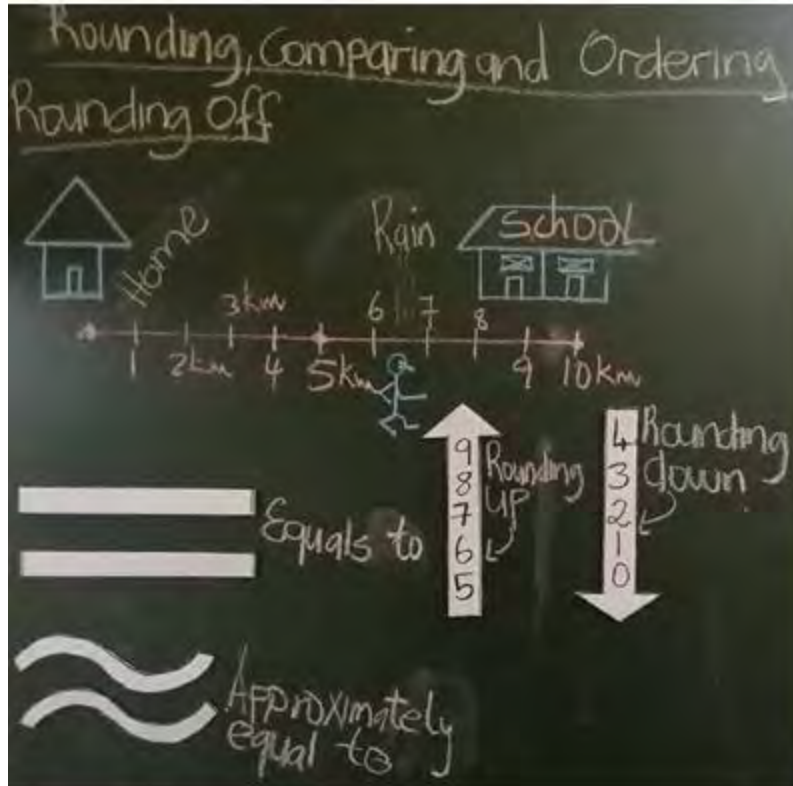 Rounding, Comparing and Ordering
Rounding Off
Home
Rain
SCHOOL
3km 6 7 8
1 2km 4 5km 9 10km
9
8
7
6
5
Rounding
up
4
3
2
1
0
Rounding
down
Equals to
Approximately
equal to